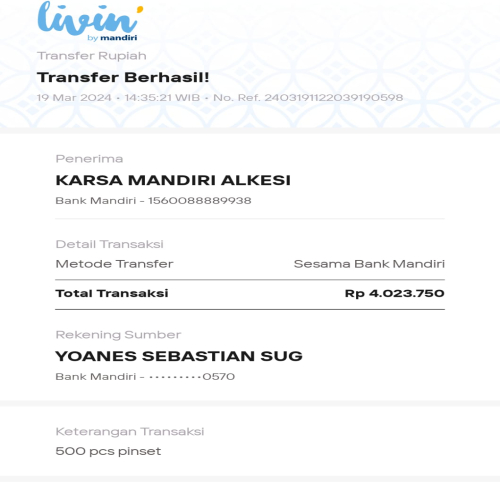 livin'
by mandiri
Transfer Rupiah
Transfer Berhasil!
19 Mar 2024 • 14:35:21 WIB • No. Ref. 2403191122039190598
Penerima
KARSA MANDIRI ALKESI
Bank Mandiri - 1560088889938
Detail Transaksi
Metode Transfer Sesama Bank Mandiri
Total Transaksi Rp 4.023.750
Rekening Sumber
YOANES SEBASTIAN SUG
Bank Mandiri - •••••••••0570
Keterangan Transaksi
500 pcs pinset